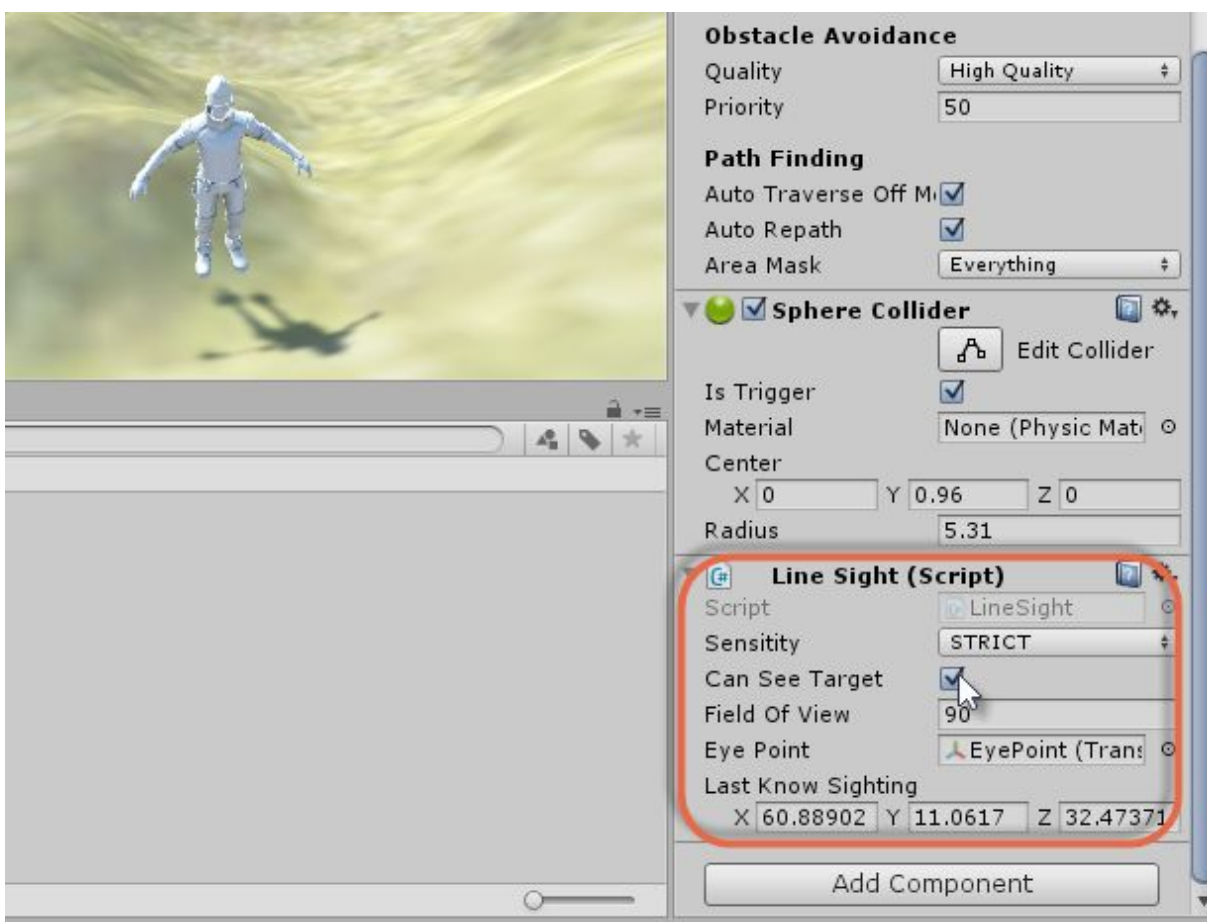 Obstacle Avoidance
Quality High Quality
Priority 50
Path Finding
Auto Traverse Off M
Auto Repath
Area Mask Everything
Sphere Collider
Edit Collider
Is Trigger
Material None (Physic Mat
Center
X 0 Y 0.96 Z 0
Radius 5.31
Line Sight (Script)
Script LineSight
Sensitity STRICT
Can See Target
Field Of View 90
Eye Point EyePoint (Trans
Last Know Sighting
X 60.88902 Y 11.0617 Z 32.47371
Add Component